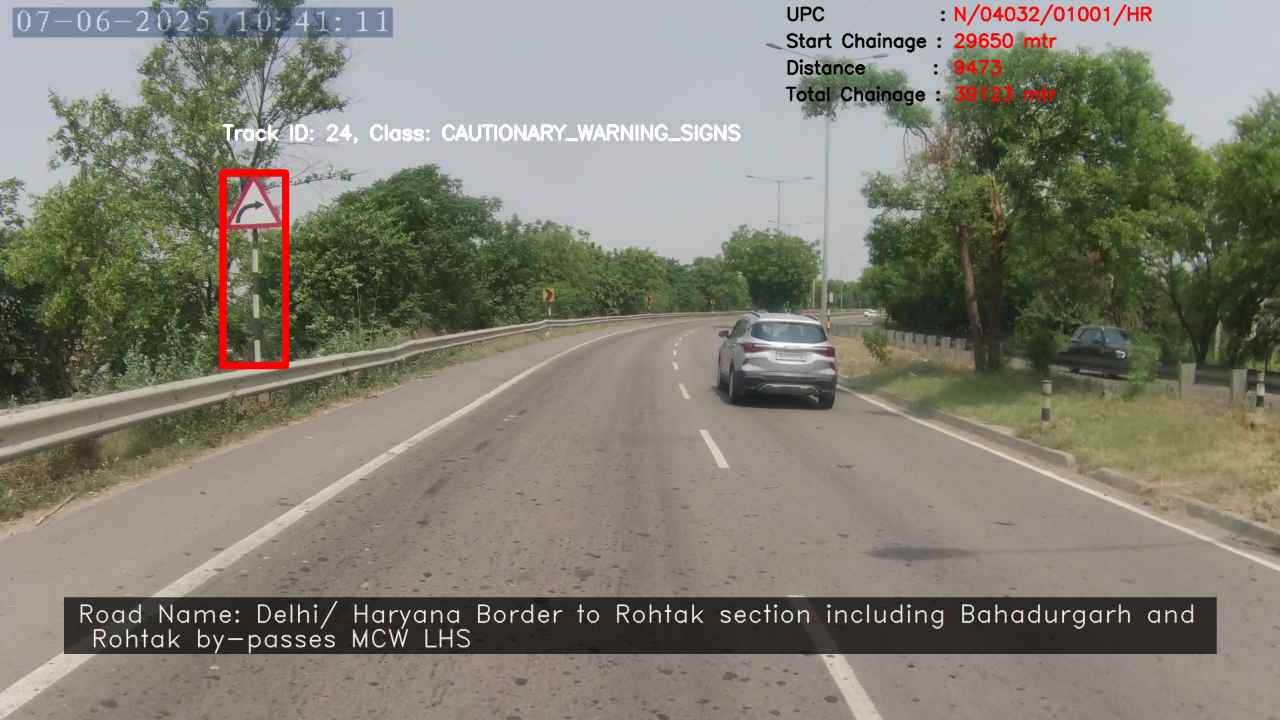 07-06-2025 10:41:11
UPC : N/04032/01001/HR
Start Chainage : 29650 mtr
Distance : 9473
Total Chainage : 39123 mtr
Track ID: 24, Class: CAUTIONARY_WARNING_SIGNS
Road Name: Delhi/ Haryana Border to Rohtak section including Bahadurgarh and
Rohtak by-passes MCW LHS